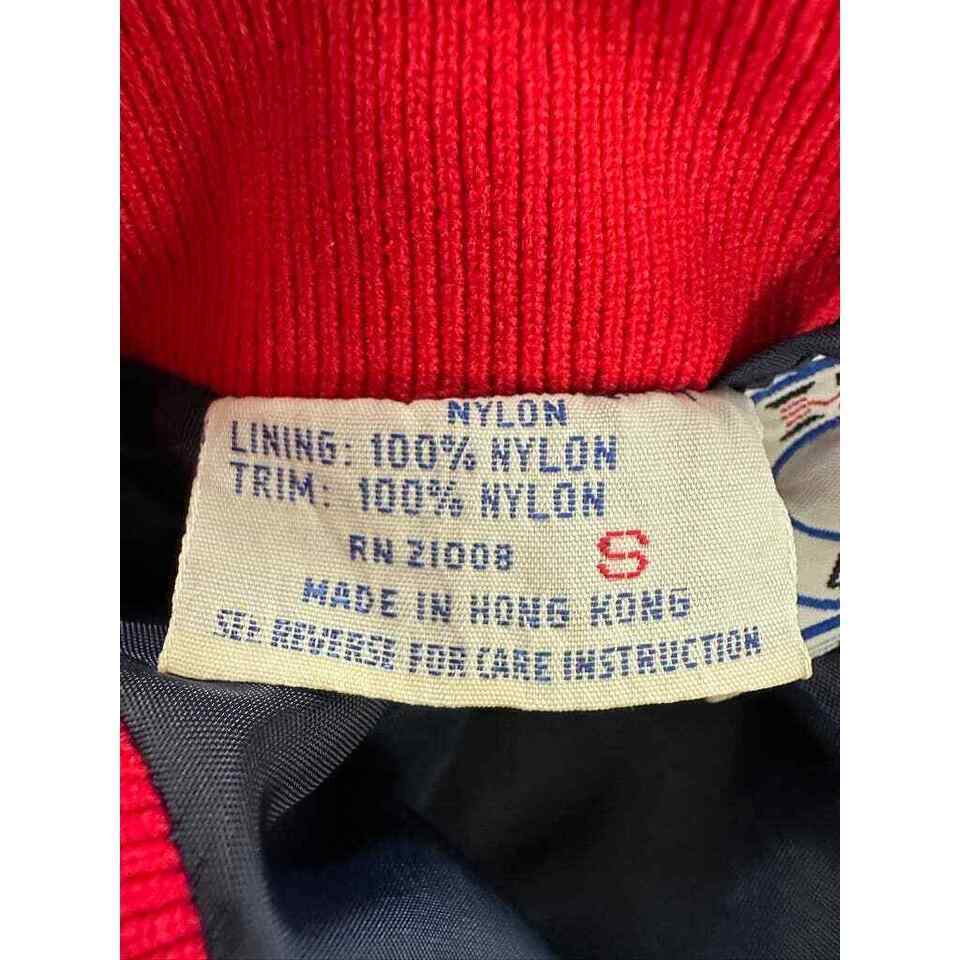 NYLON
LINING: 100% NYLON
TRIM: 100% NYLON
RN 21008 S
MADE IN HONG KONG
SEE REVERSE FOR CARE INSTRUCTION